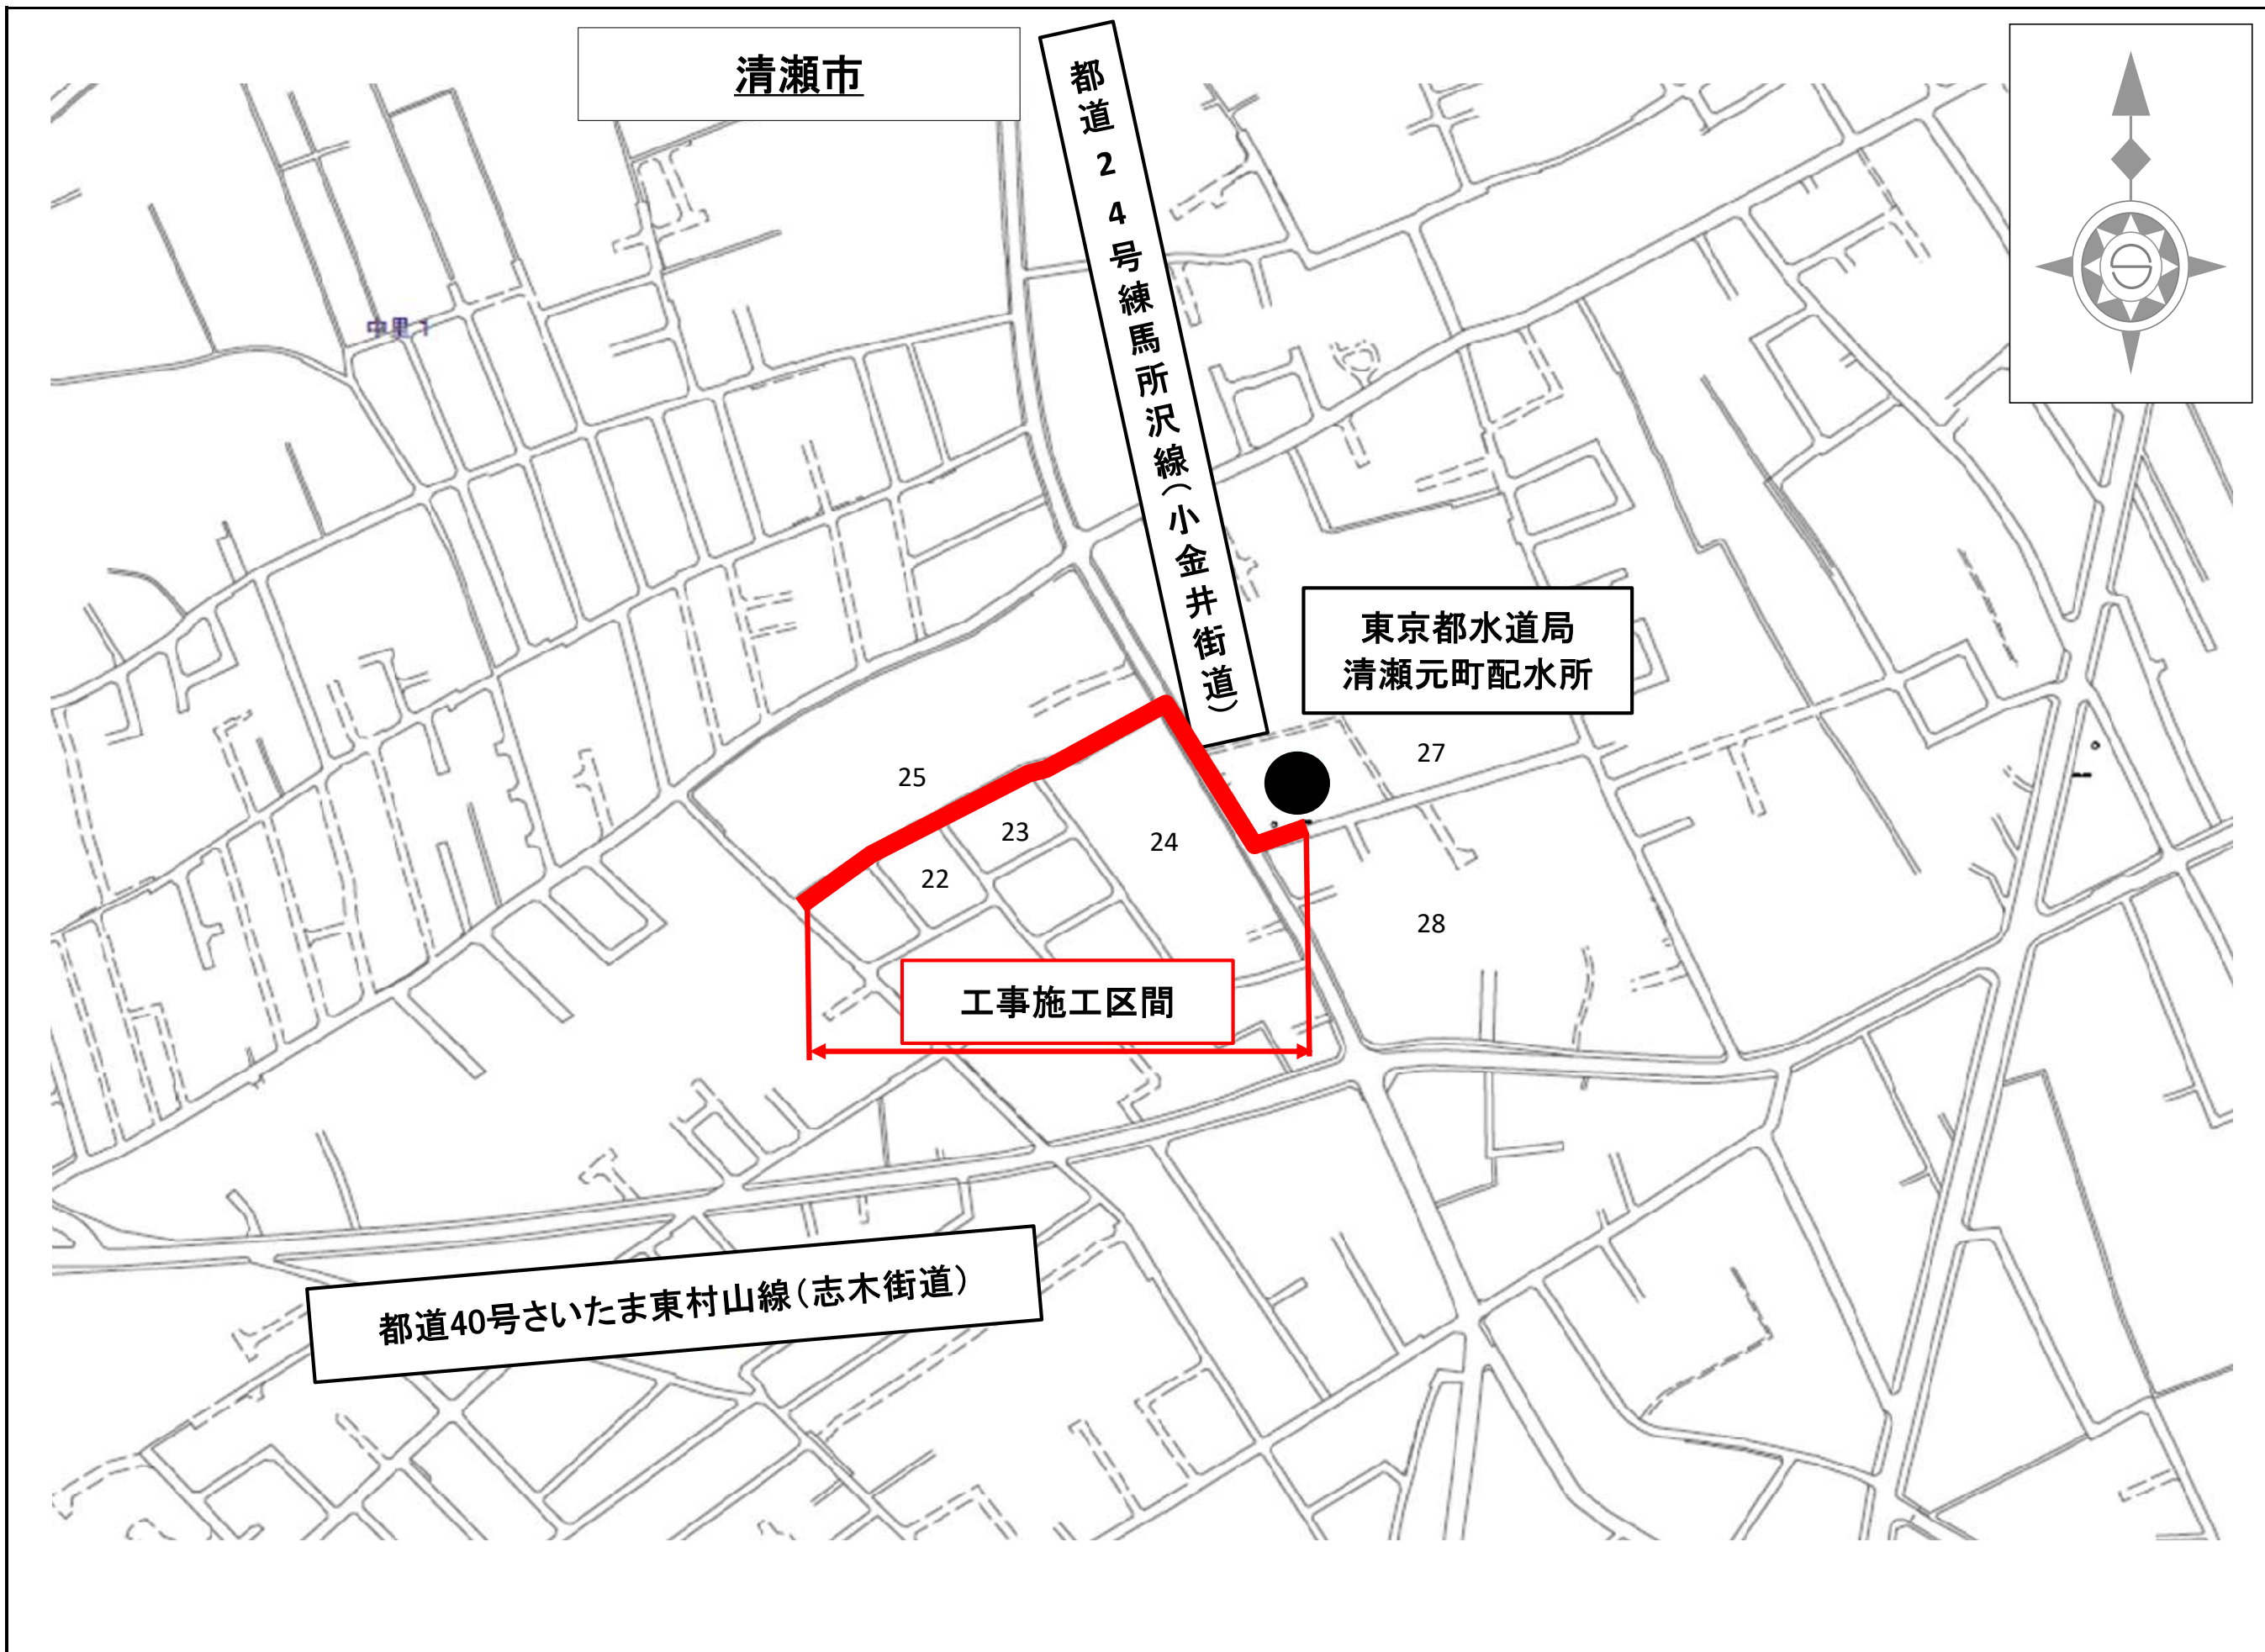 清瀬市
都道24号練馬所沢線(小金井街道)
中里1
東京都水道局
清瀬元町配水所
27
25
23
24
22
28
工事施工区間
都道40号さいたま東村山線(志木街道)